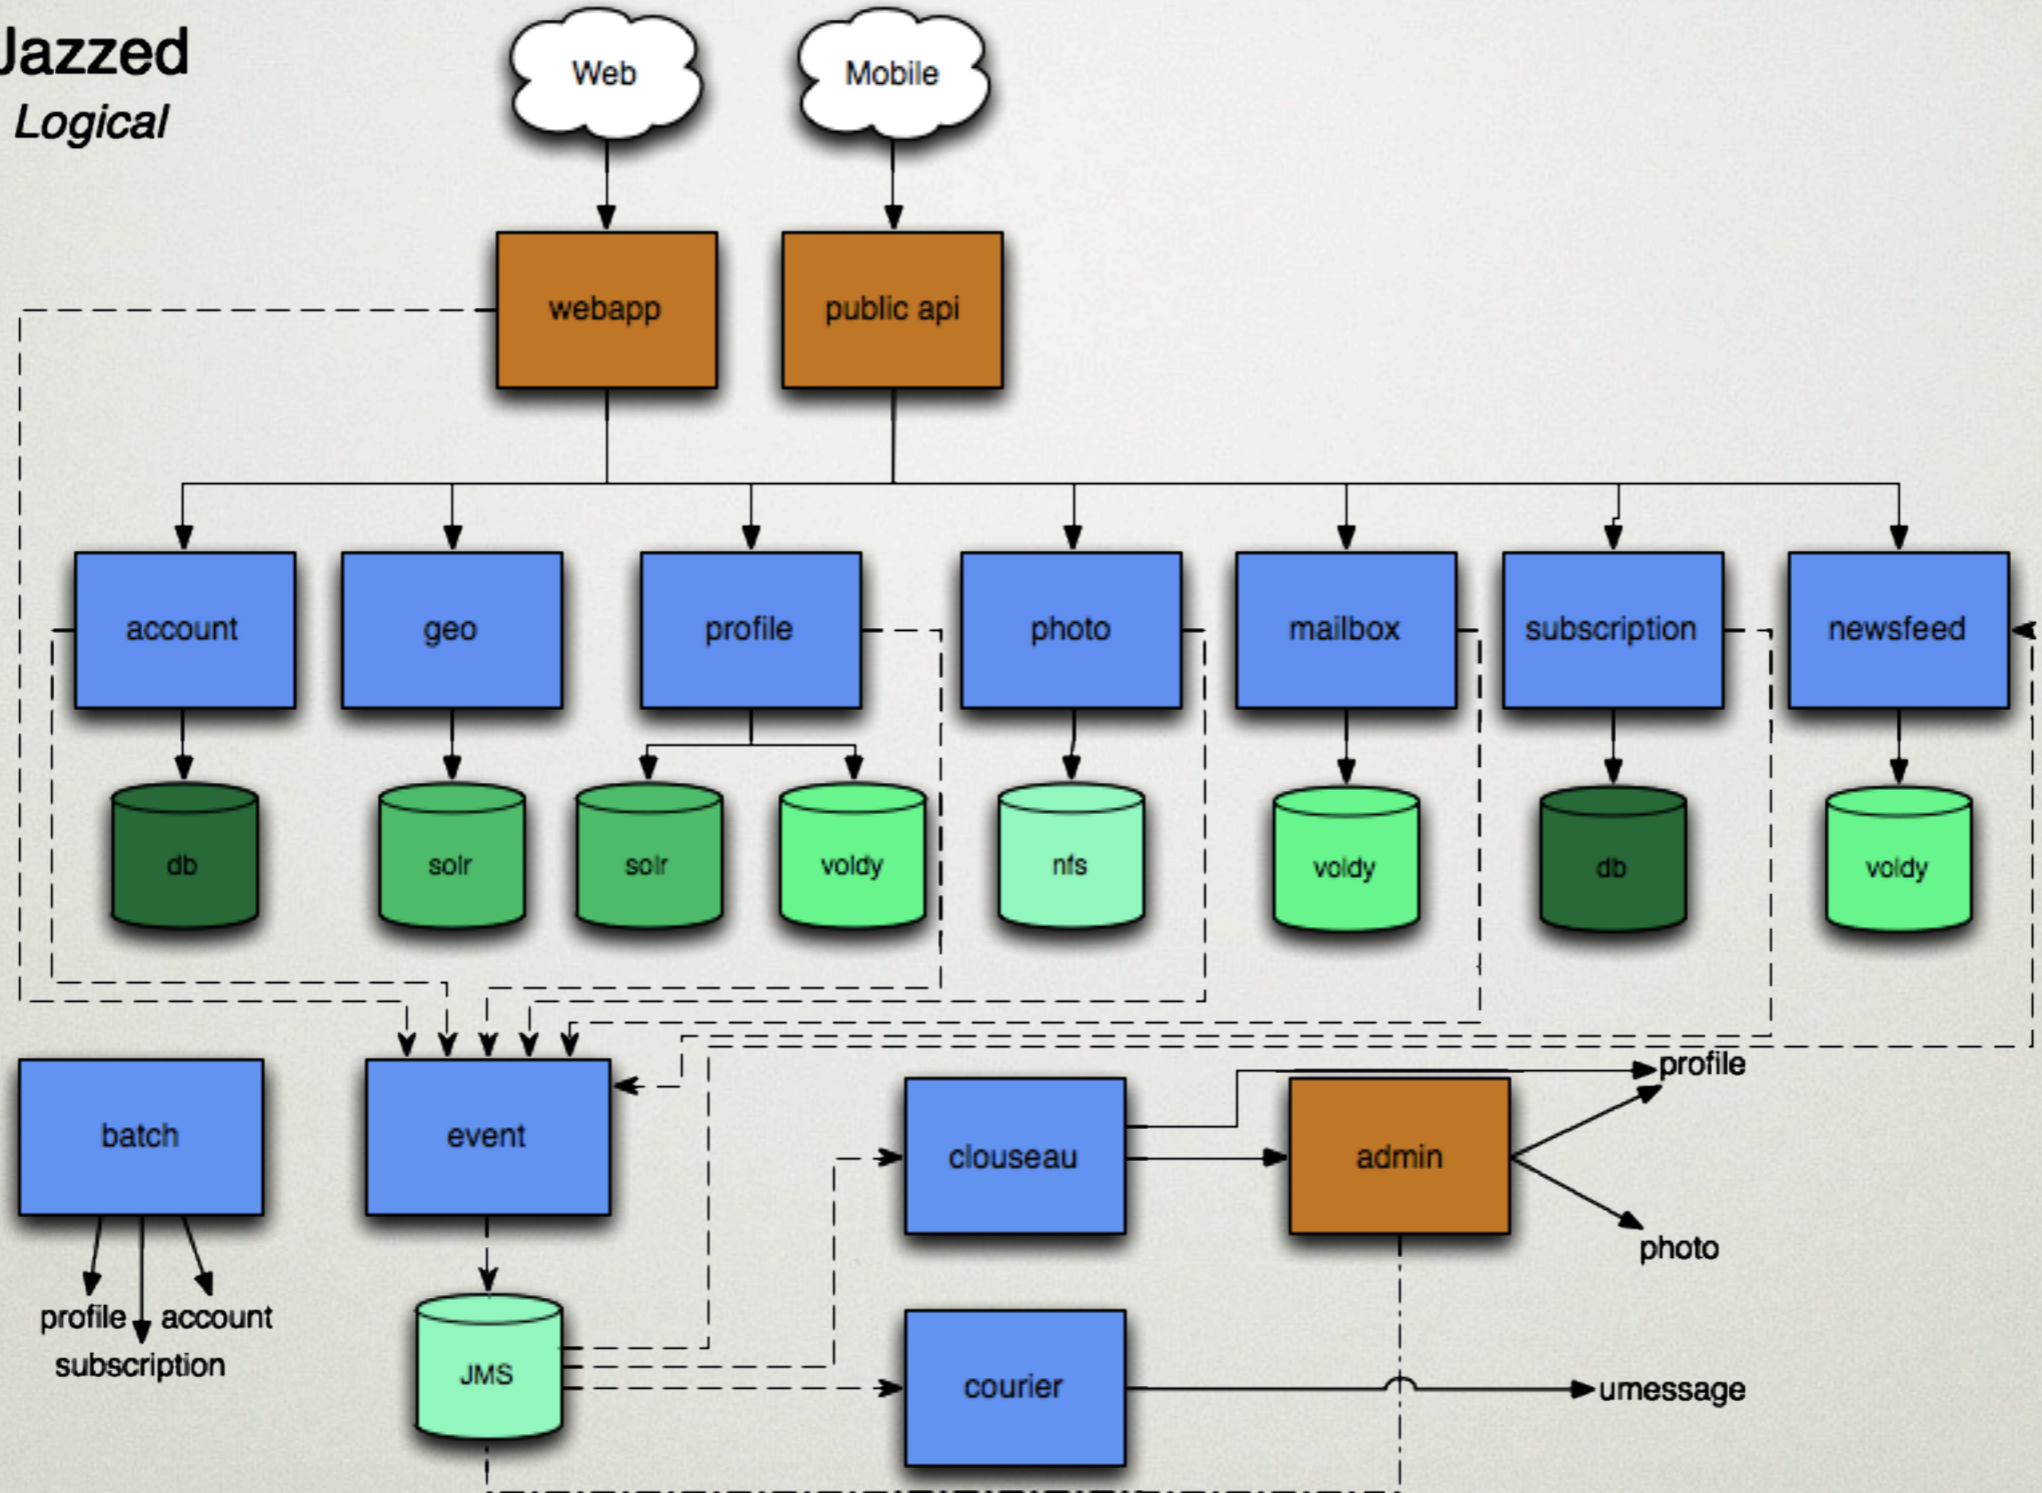 Jazzed
Logical
Web
Mobile
webapp
public api
account
geo
profile
photo
mailbox
subscription
newsfeed
db
solr
solr
voldy
nfs
voldy
db
voldy
batch
event
clouseau
admin
profile
photo
profile
account
subscription
JMS
courier
umessage